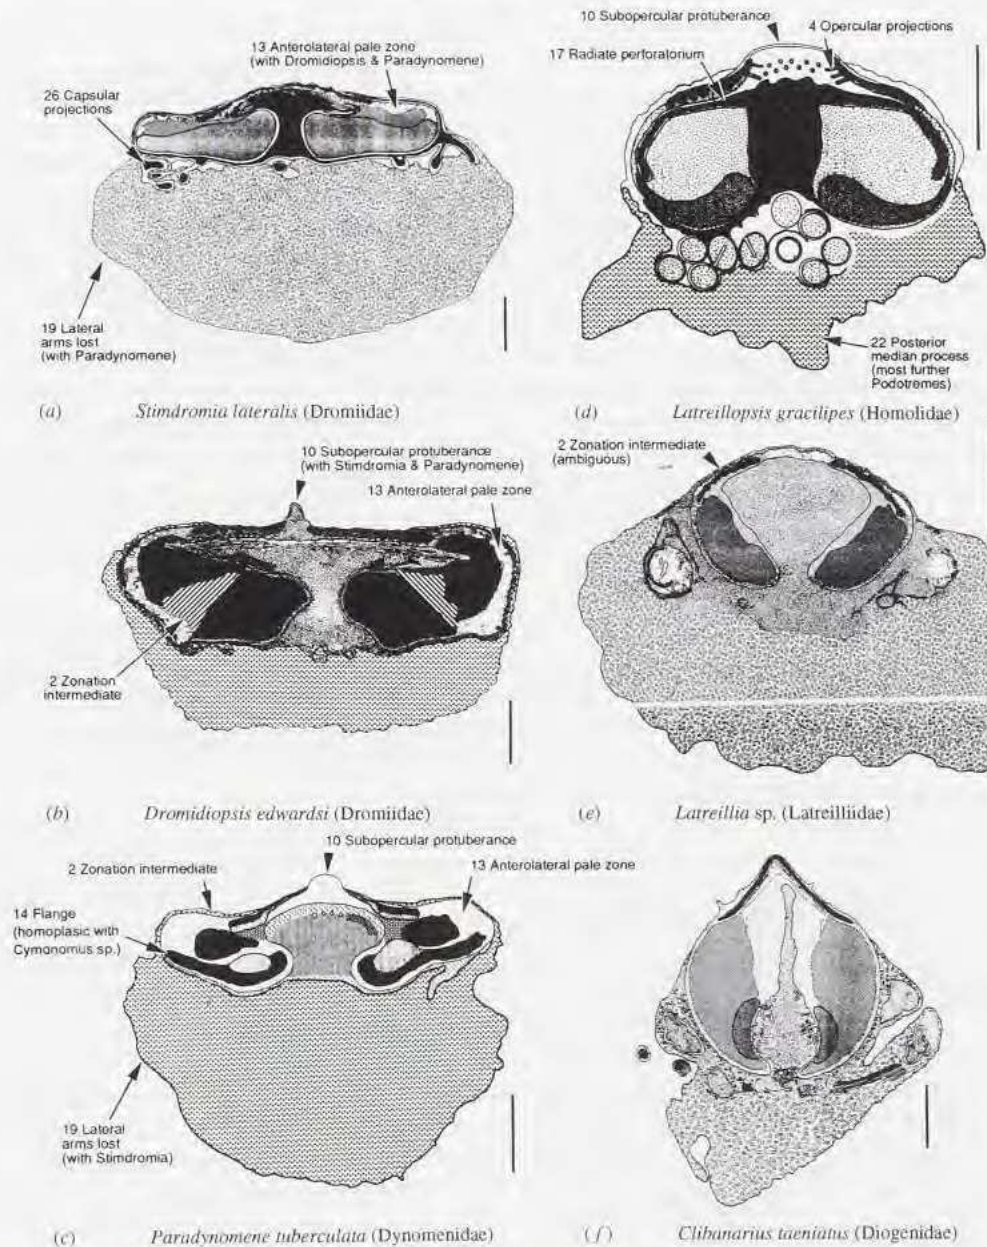 13 Anterolateral pale zone
(with Dromidiopsis & Paradynomene)
26 Capsular
projections
19 Lateral
arms lost
(with Paradynomene)
(a) Stimdromia lateralis (Dromiidae)
10 Subopercular protuberance
4 Opercular projections
17 Radiate perforatorium
22 Posterior
median process
(most further
Podotremes)
(d) Latreillopsis gracilipes (Homolidae)
10 Subopercular protuberance
(with Stimdromia & Paradynomene)
13 Anterolateral pale zone
2 Zonation
intermediate
(b) Dromidiopsis edwardsi (Dromiidae)
2 Zonation intermediate
(ambiguous)
(e) Latreillia sp. (Latreilliidae)
10 Subopercular protuberance
2 Zonation intermediate
13 Anterolateral pale zone
14 Flange
(homoplasic with
Cymonomus sp.)
19 Lateral
arms lost
(with Stimdromia)
(c) Paradynomene tuberculata (Dynomenidae)
(f) Clibanarius taeniatus (Diogenidae)